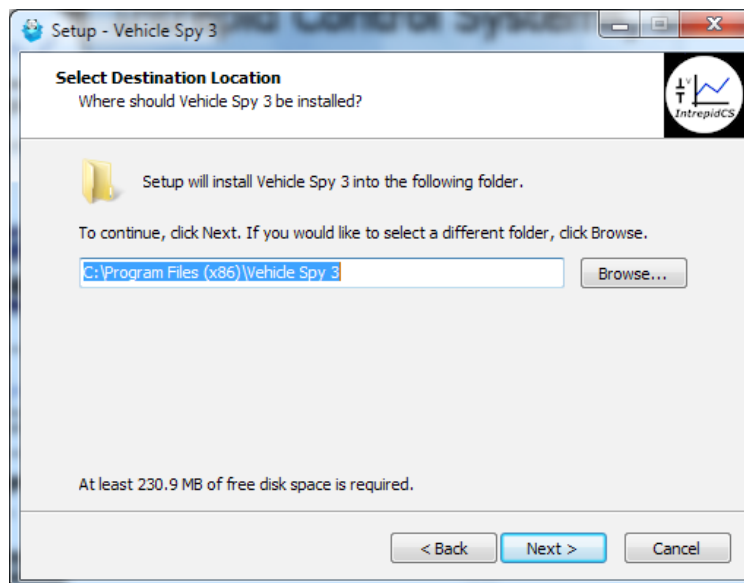 Intrepid Control System
Setup - Vehicle Spy 3
Select Destination Location
Where should Vehicle Spy 3 be installed?
IntrepidCS
Setup will install Vehicle Spy 3 into the following folder.
To continue, click Next. If you would like to select a different folder, click Browse.
C:\Program Files (x86)\Vehicle Spy 3
Browse...
At least 230.9 MB of free disk space is required.
< Back
Next >
Cancel